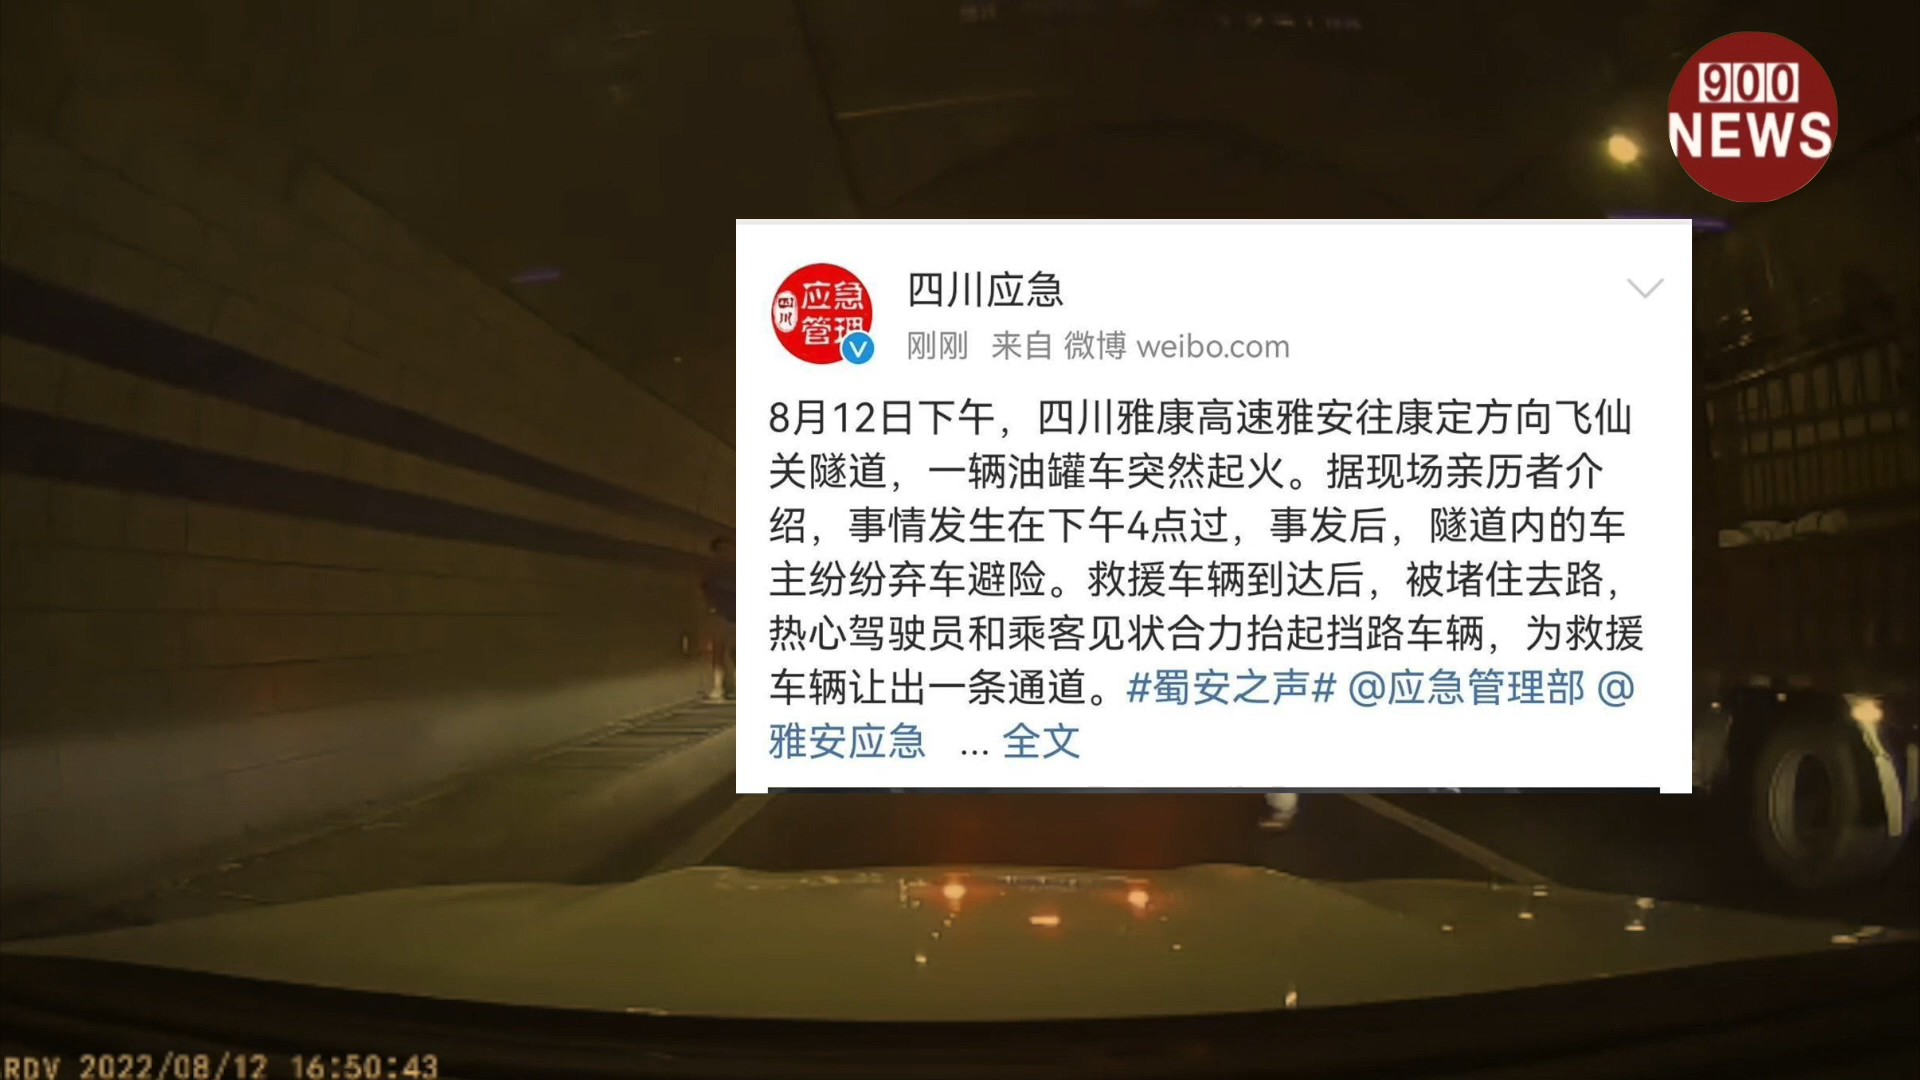 900
NEWS
四川
应急
管理
四川应急
刚刚 来自 微博 weibo.com
8月12日下午，四川雅康高速雅安往康定方向飞仙
关隧道，一辆油罐车突然起火。据现场亲历者介
绍，事情发生在下午4点过，事发后，隧道内的车
主纷纷弃车避险。救援车辆到达后，被堵住去路，
热心驾驶员和乘客见状合力抬起挡路车辆，为救援
车辆让出一条通道。#蜀安之声# @应急管理部 @
雅安应急 ... 全文
RDV 2022/08/12 16:50:43